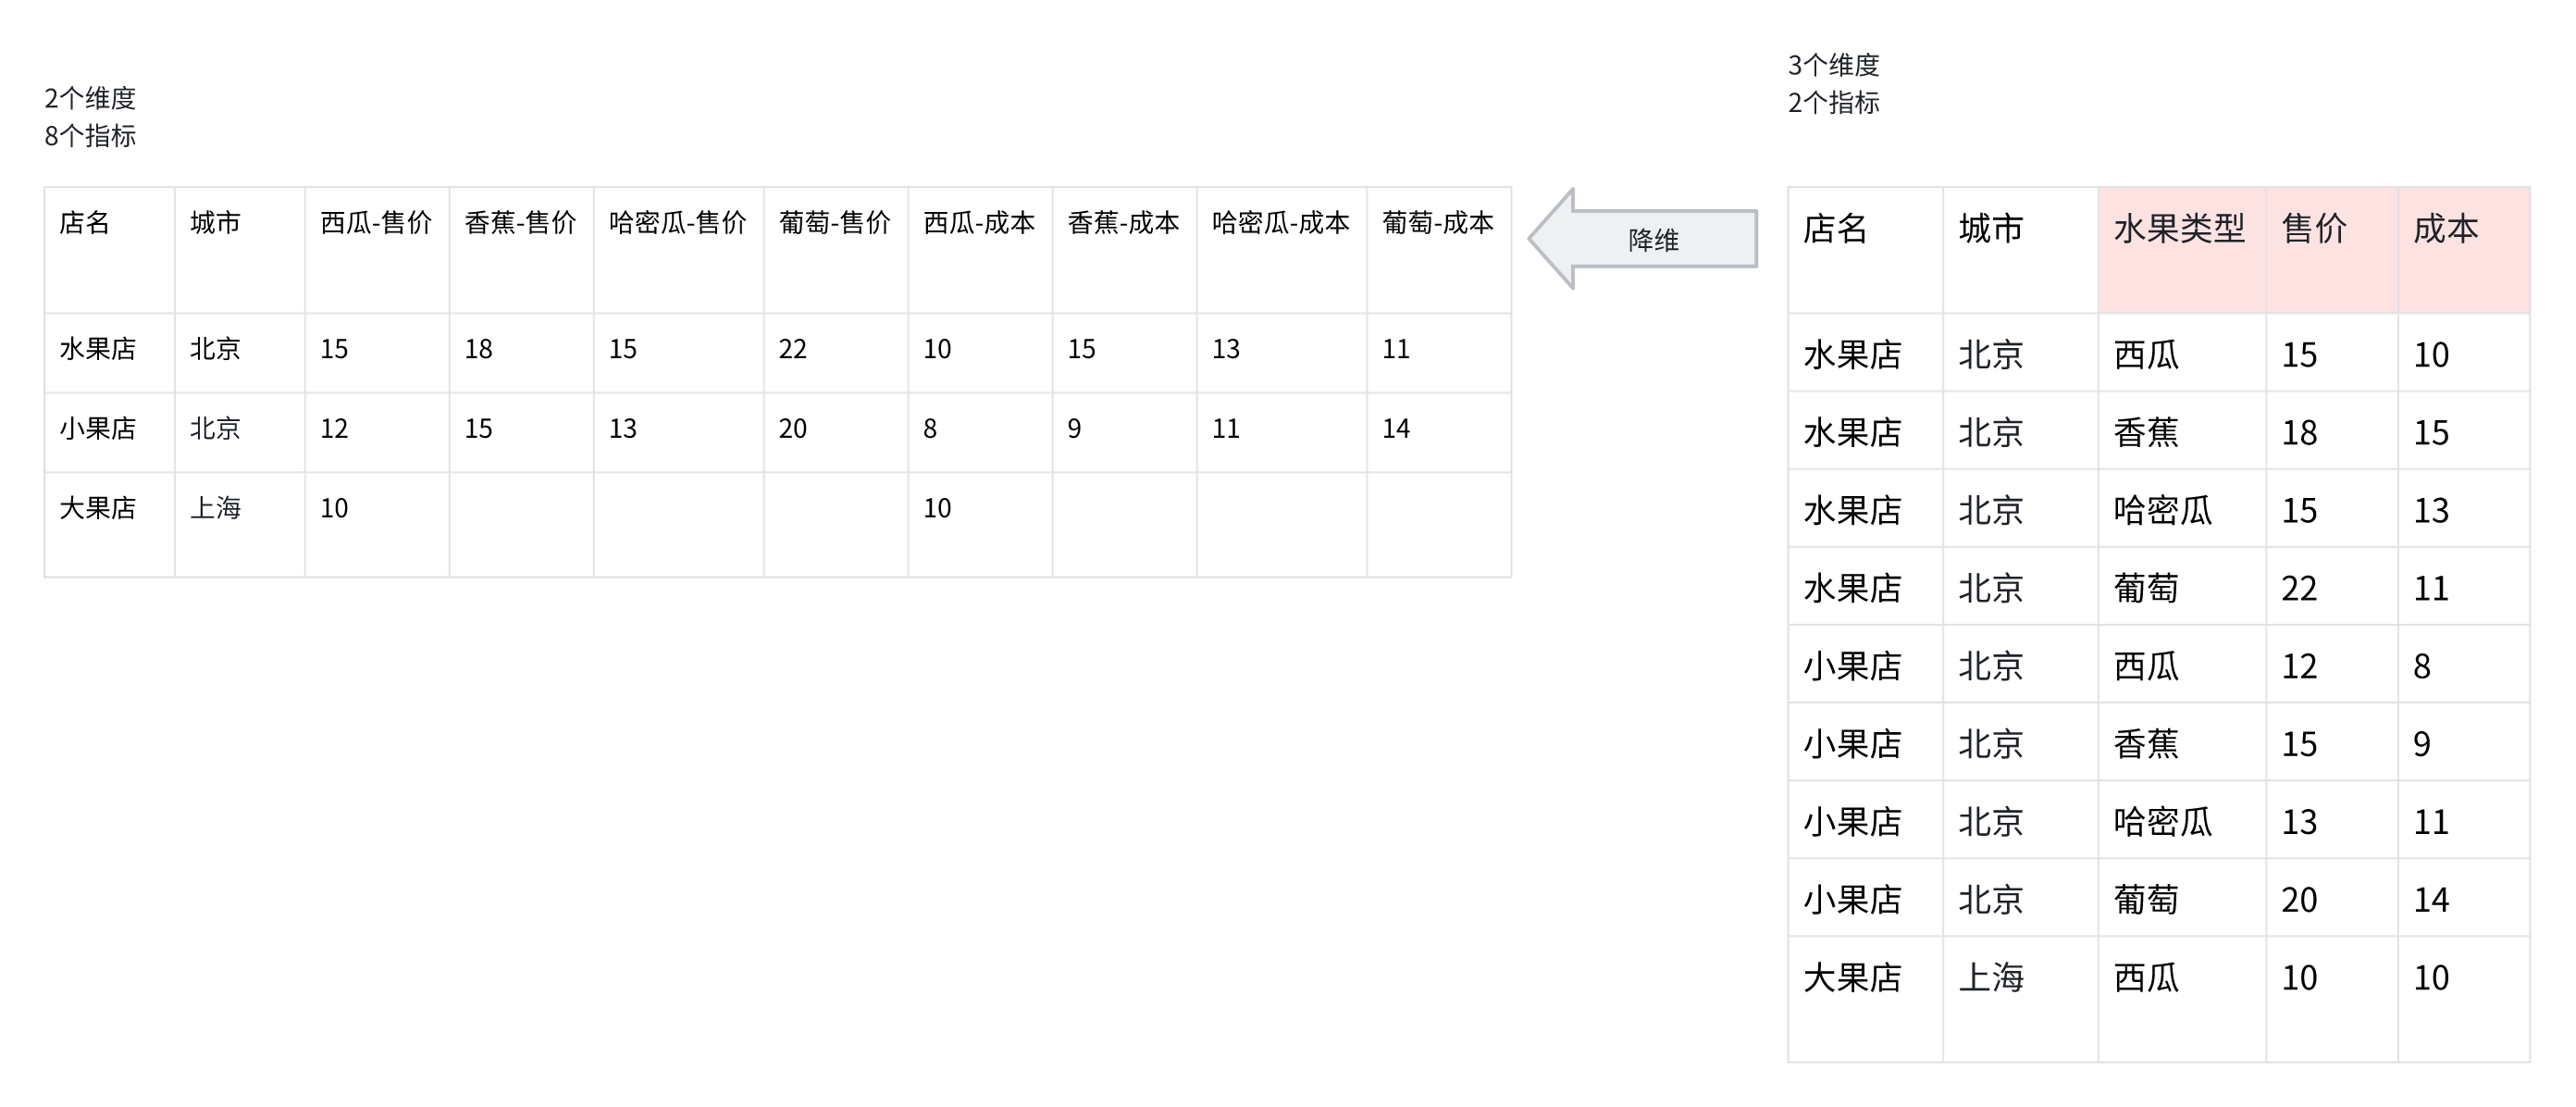 2个维度
8个指标
店名 城市 西瓜-售价 香蕉-售价 哈密瓜-售价 葡萄-售价 西瓜-成本 香蕉-成本 哈密瓜-成本 葡萄-成本
水果店 北京 15 18 15 22 10 15 13 11
小果店 北京 12 15 13 20 8 9 11 14
大果店 上海 10 10
降维
3个维度
2个指标
店名 城市 水果类型 售价 成本
水果店 北京 西瓜 15 10
水果店 北京 香蕉 18 15
水果店 北京 哈密瓜 15 13
水果店 北京 葡萄 22 11
小果店 北京 西瓜 12 8
小果店 北京 香蕉 15 9
小果店 北京 哈密瓜 13 11
小果店 北京 葡萄 20 14
大果店 上海 西瓜 10 10